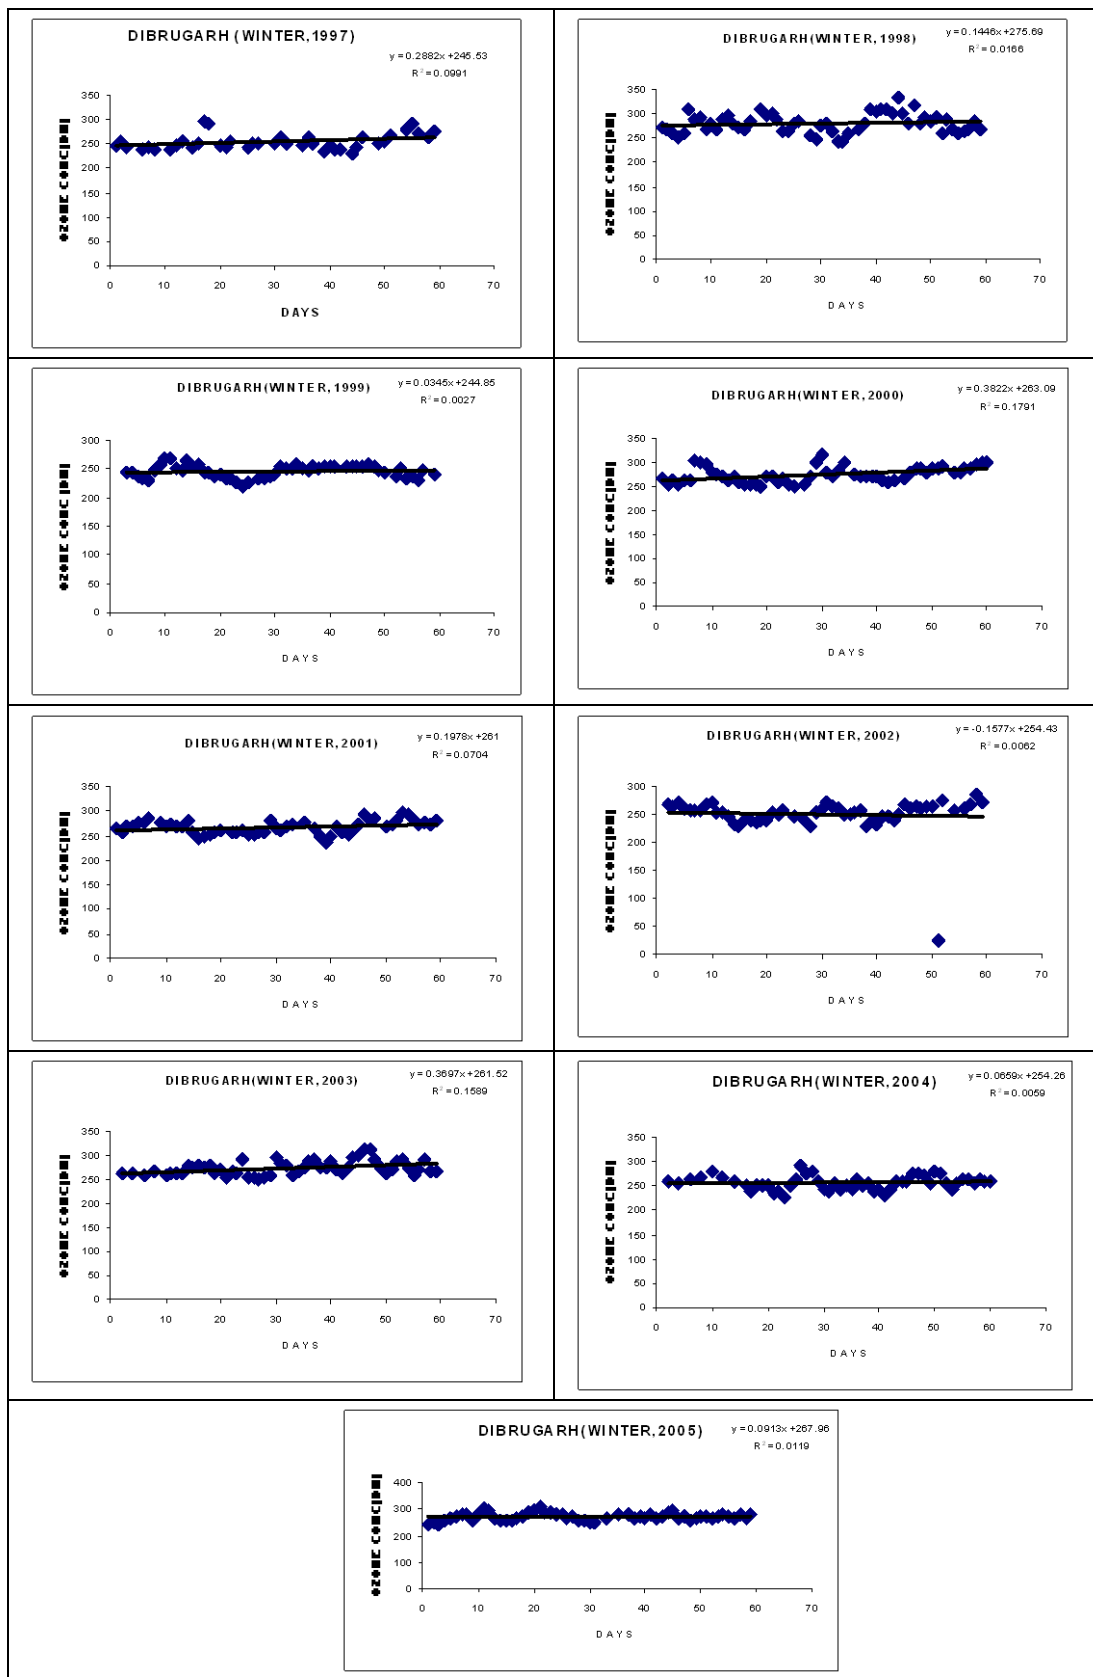 DIBRUGARH (WINTER,1997)
y = 0.2882x +245.53
R² = 0.0991
350
300
250
200
150
100
50
0
0 10 20 30 40 50 60 70
DAYS
DIBRUGARH(WINTER,1998)
y = 0.1446x +275.69
R² = 0.0166
350
300
250
200
150
100
50
0
0 10 20 30 40 50 60 70
DAYS
DIBRUGARH(WINTER,1999)
y = 0.0345x +244.85
R² = 0.0027
300
250
200
150
100
50
0
0 10 20 30 40 50 60 70
DAYS
DIBRUGARH(WINTER,2000)
y = 0.3822x +263.09
R² = 0.1791
350
300
250
200
150
100
50
0
0 10 20 30 40 50 60 70
DAYS
DIBRUGARH(WINTER,2001)
y = 0.1978x +261
R² = 0.0704
350
300
250
200
150
100
50
0
0 10 20 30 40 50 60 70
DAYS
DIBRUGARH(WINTER,2002)
y = -0.1577x +254.43
R² = 0.0062
300
250
200
150
100
50
0
0 10 20 30 40 50 60 70
DAYS
DIBRUGARH(WINTER,2003)
y = 0.3697x +261.52
R² = 0.1589
350
300
250
200
150
100
50
0
0 10 20 30 40 50 60 70
DAYS
DIBRUGARH(WINTER,2004)
y = 0.0659x +254.26
R² = 0.0059
350
300
250
200
150
100
50
0
0 10 20 30 40 50 60 70
DAYS
DIBRUGARH(WINTER,2005)
y = 0.0913x +267.96
R² = 0.0119
400
300
200
100
0
0 10 20 30 40 50 60 70
DAYS